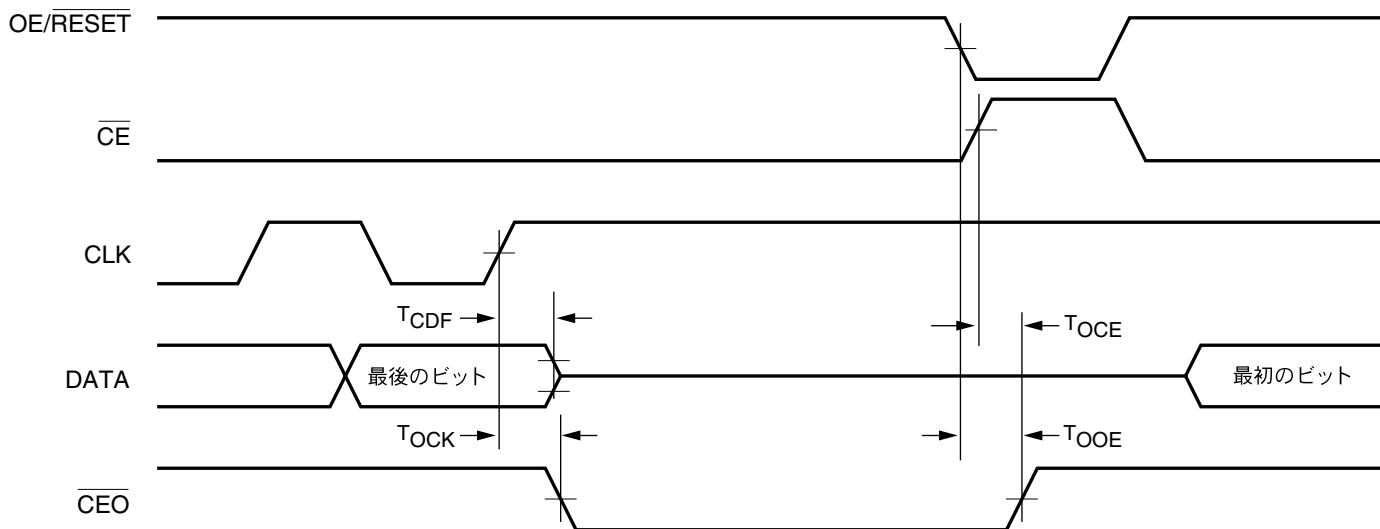 OE/RESET
CE
CLK
TCDF
TOCE
DATA
最後のビット
最初のビット
TOCK
TOOE
CEO